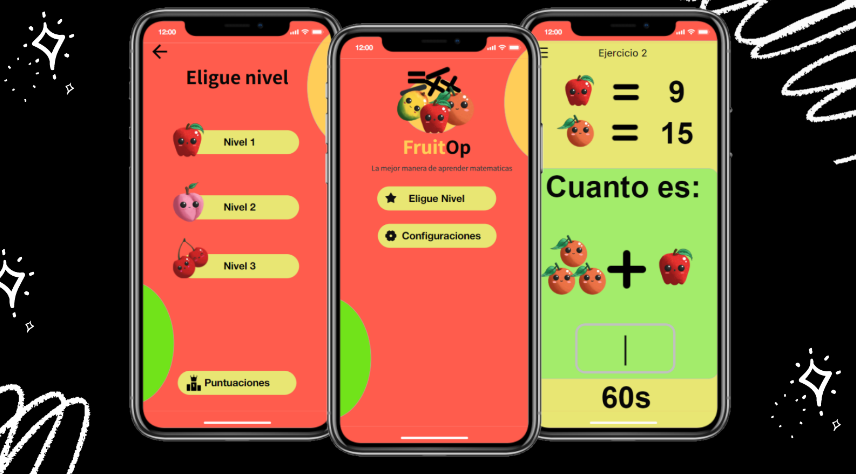 12:00
Eligue nivel
Nivel 1
Nivel 2
Nivel 3
Puntuaciones
12:00
FruitOp
La mejor manera de aprender matematicas
Eligue Nivel
Configuraciones
12:00
Ejercicio 2
= 9
= 15
Cuanto es:
+
60s